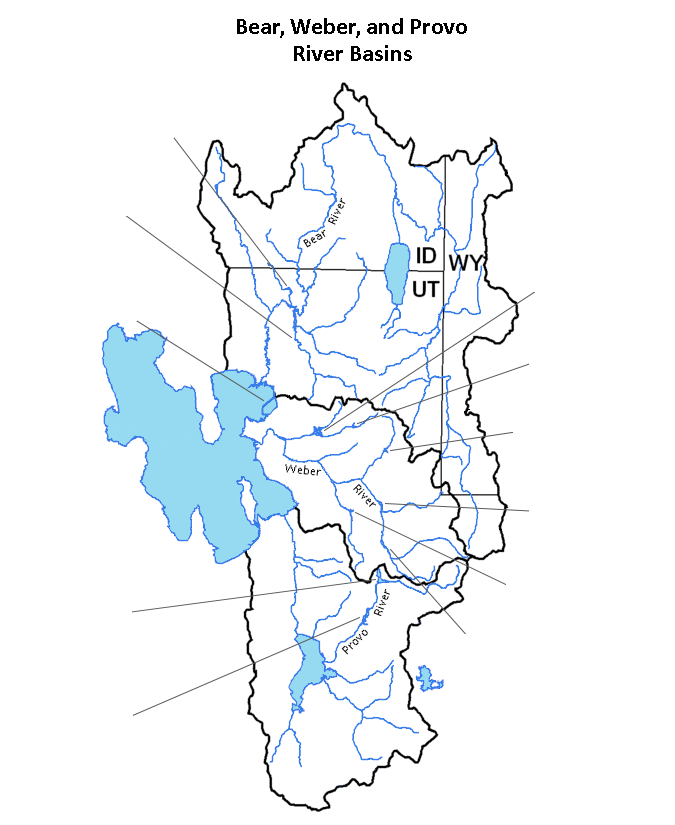 Bear, Weber, and Provo
River Basins
Bear River
ID
WY
UT
Weber
River
Provo River